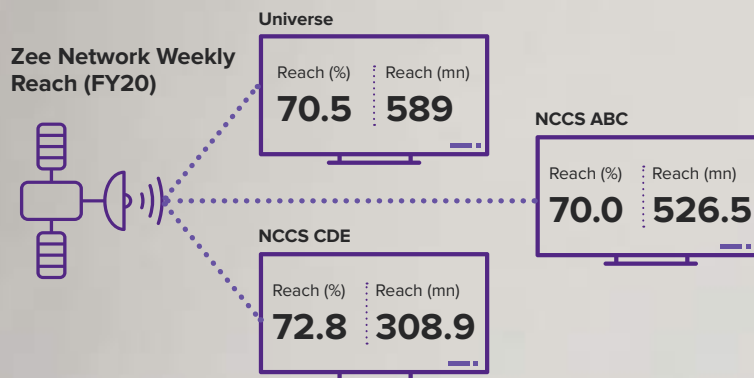 Zee Network Weekly
Reach (FY20)
Universe
Reach (%) Reach (mn)
70.5 589
NCCS ABC
Reach (%) Reach (mn)
70.0 526.5
NCCS CDE
Reach (%) Reach (mn)
72.8 308.9